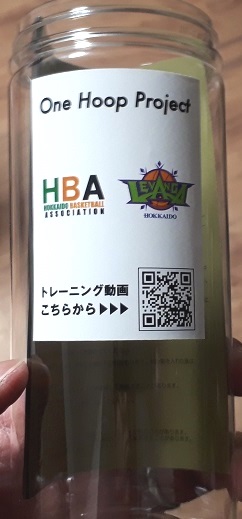 One Hoop Project
HBA
HOKKAIDO BASKETBALL
ASSOCIATION
LEVANGA
HOKKAIDO
トレーニング動画
こちらから▶▶▶